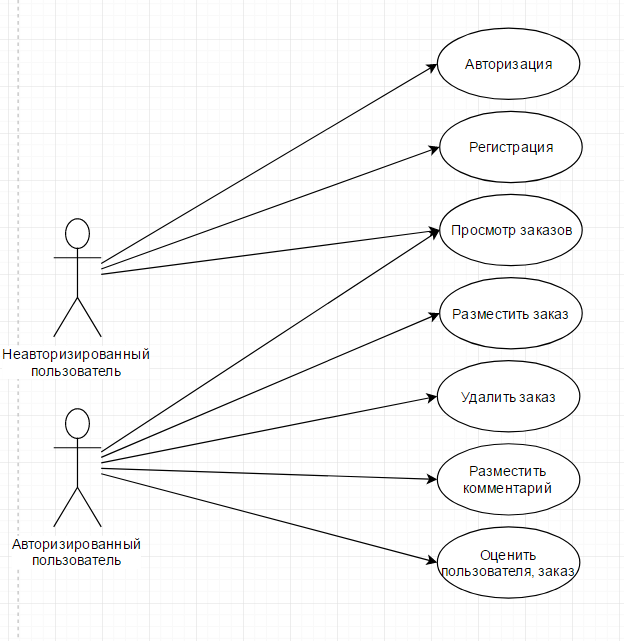 Авторизация
Регистрация
Просмотр заказов
Разместить заказ
Удалить заказ
Разместить
комментарий
Оценить
пользователя, заказ
Неавторизированный
пользователь
Авторизированный
пользователь